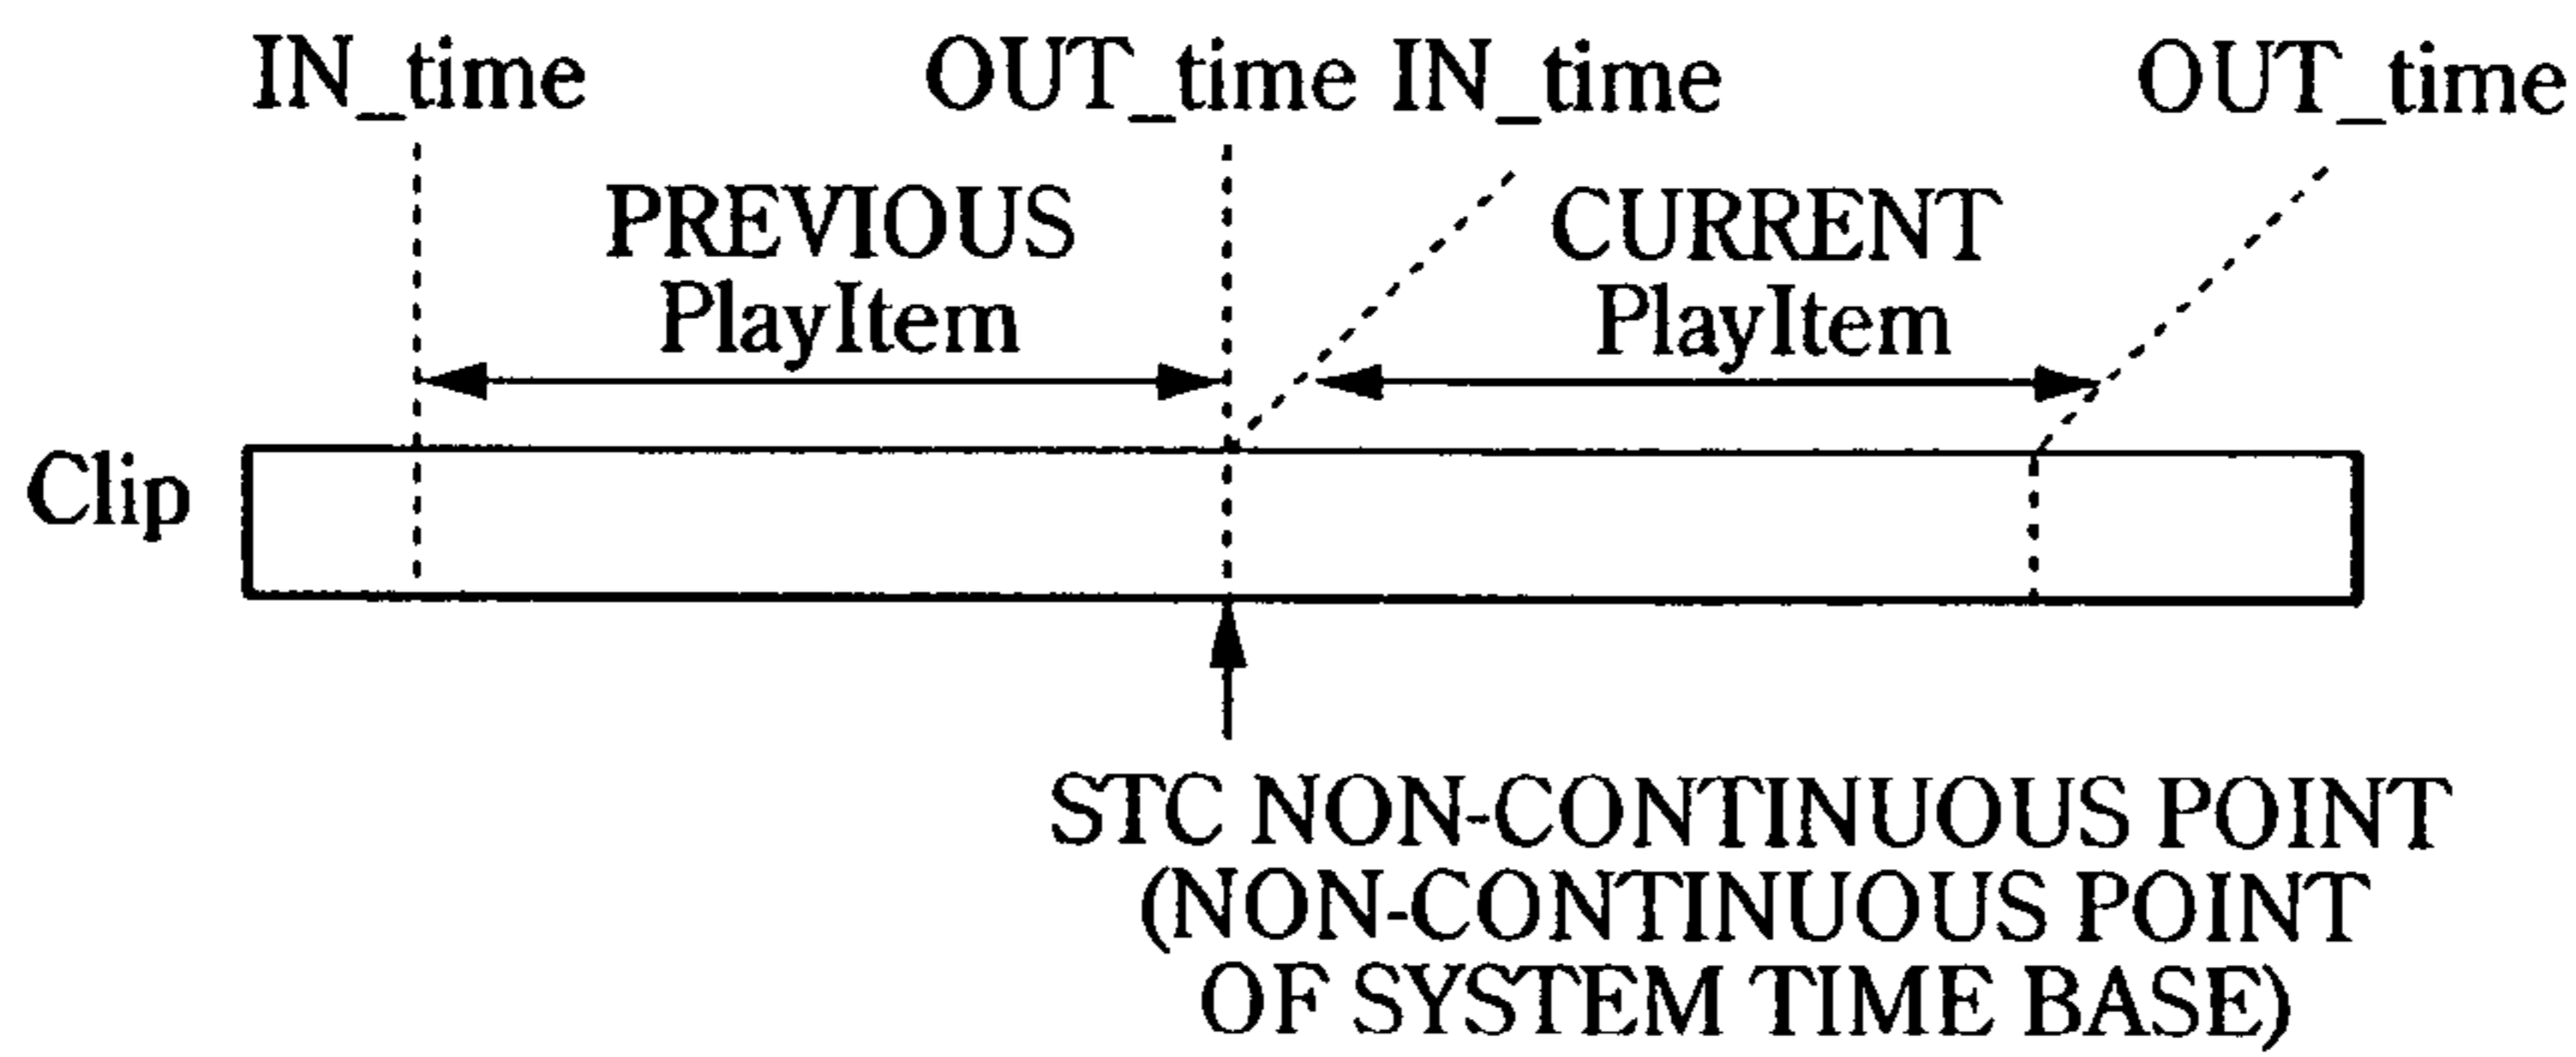 IN_time OUT_time IN_time OUT_time
PREVIOUS
PlayItem
CURRENT
PlayItem
Clip
STC NON-CONTINUOUS POINT
(NON-CONTINUOUS POINT
OF SYSTEM TIME BASE)